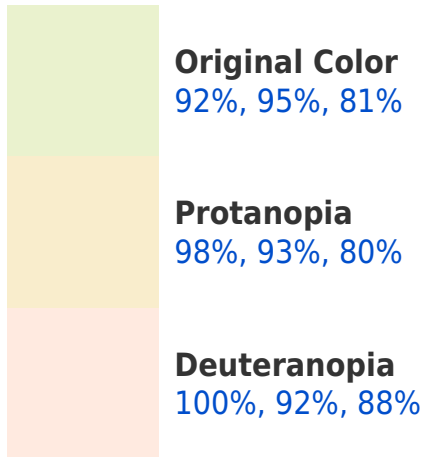 Original Color
92%, 95%, 81%
Protanopia
98%, 93%, 80%
Deuteranopia
100%, 92%, 88%